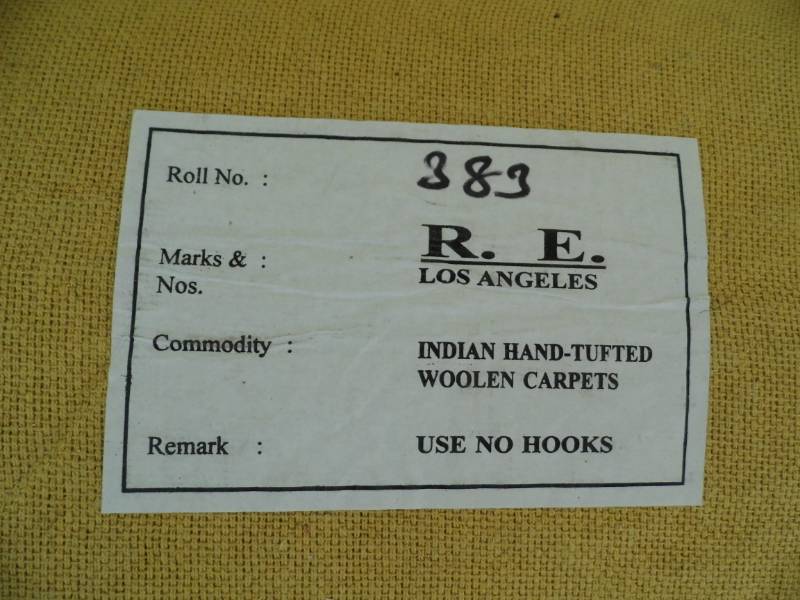 Roll No. : 383
Marks & : R. E.
Nos. LOS ANGELES
Commodity : INDIAN HAND-TUFTED
WOOLEN CARPETS
Remark : USE NO HOOKS